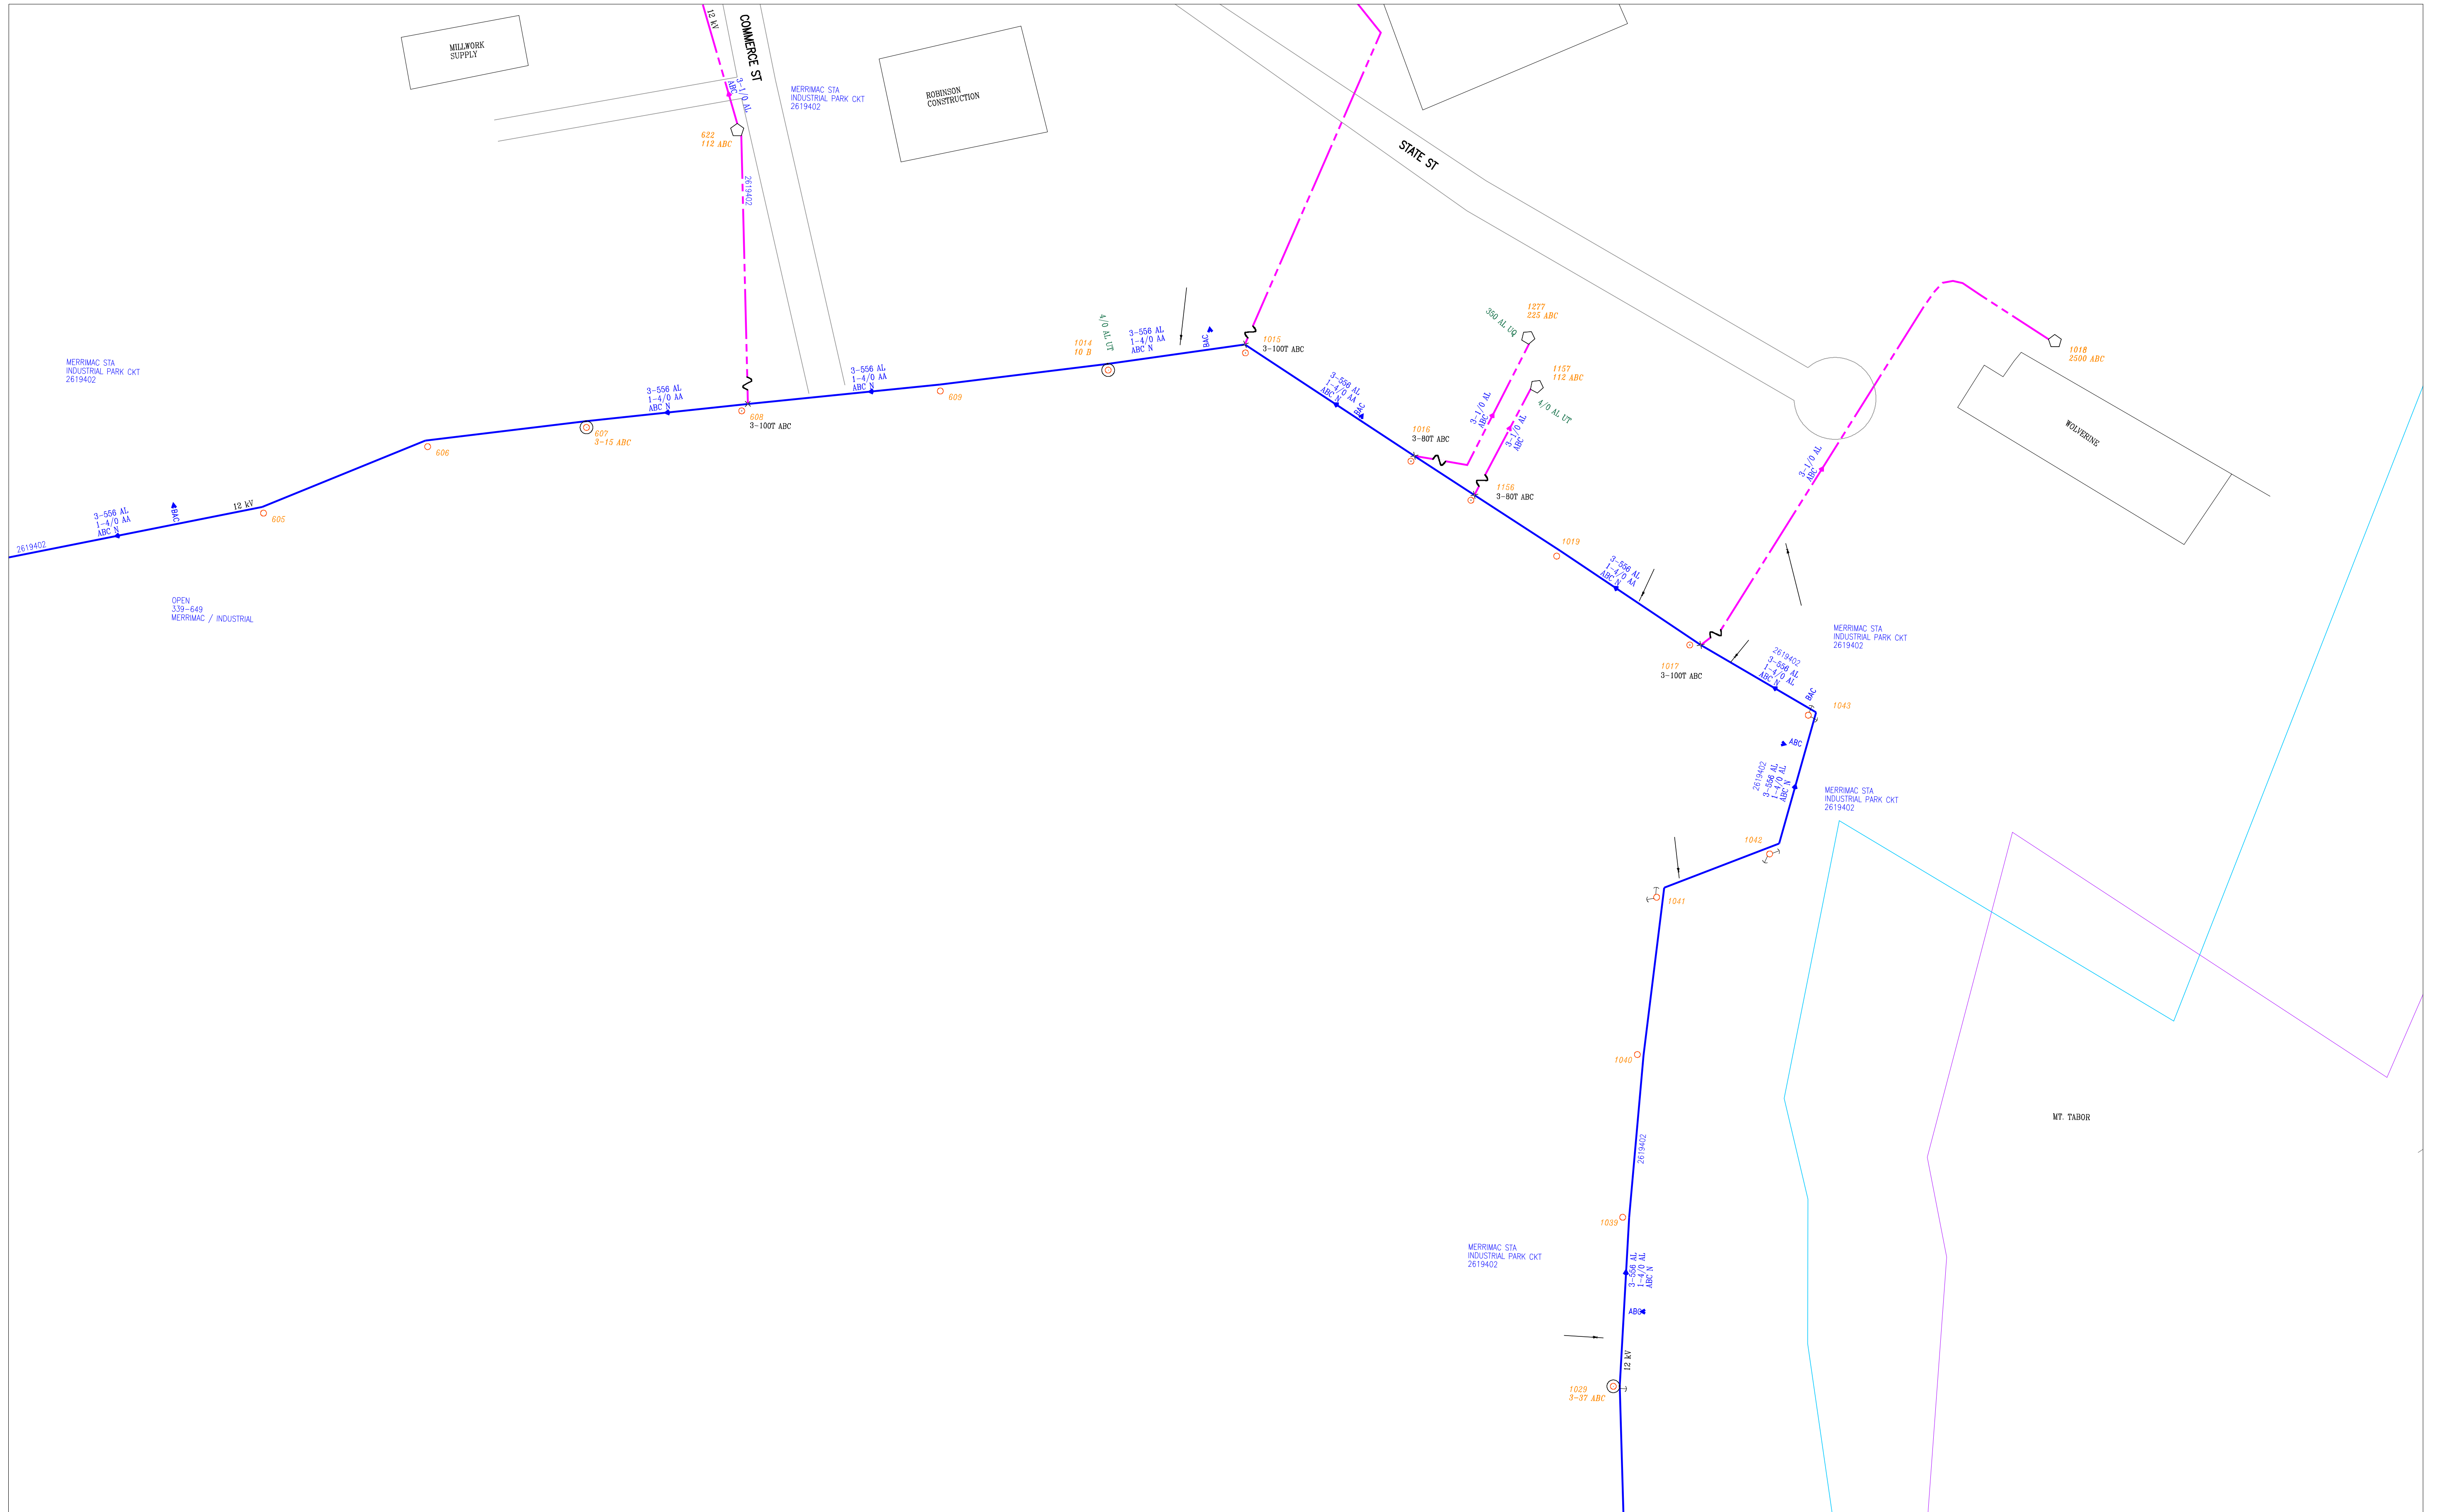 12 kV
COMMERCE ST
MILLWORK
SUPPLY
3-1/0 AL
ABC
MERRIMAC STA
INDUSTRIAL PARK CKT
2619402
ROBINSON
CONSTRUCTION
622
112 ABC
2619402
STATE ST
1277
225 ABC
350 AL UQ
4/0 AL UT
1014
10 B
3-556 AL
1-4/0 AA
ABC N
BAC
1015
3-100T ABC
1018
2500 ABC
MERRIMAC STA
INDUSTRIAL PARK CKT
2619402
3-556 AL
1-4/0 AA
ABC N
3-556 AL
1-4/0 AA
ABC N
609
3-556 AL
1-4/0 AA
ABC N
BAC
1157
112 ABC
4/0 AL UT
3-1/0 AL
ABC
3-1/0 AL
ABC
608
3-100T ABC
607
3-15 ABC
606
1016
3-80T ABC
WOLVERINE
3-1/0 AL
ABC
1156
3-80T ABC
12 kV
605
3-556 AL
1-4/0 AA
ABC N
BAC
2619402
1019
3-556 AL
1-4/0 AA
ABC N
OPEN
339-649
MERRIMAC / INDUSTRIAL
MERRIMAC STA
INDUSTRIAL PARK CKT
2619402
1017
3-100T ABC
2619402
3-556 AL
1-4/0 AL
ABC N
BAC
1043
ABC
2619402
3-556 AL
1-4/0 AL
ABC N
MERRIMAC STA
INDUSTRIAL PARK CKT
2619402
1042
1041
1040
MT. TABOR
2619402
1039
MERRIMAC STA
INDUSTRIAL PARK CKT
2619402
3-556 AL
1-4/0 AL
ABC N
ABC
12 kV
1029
3-37 ABC